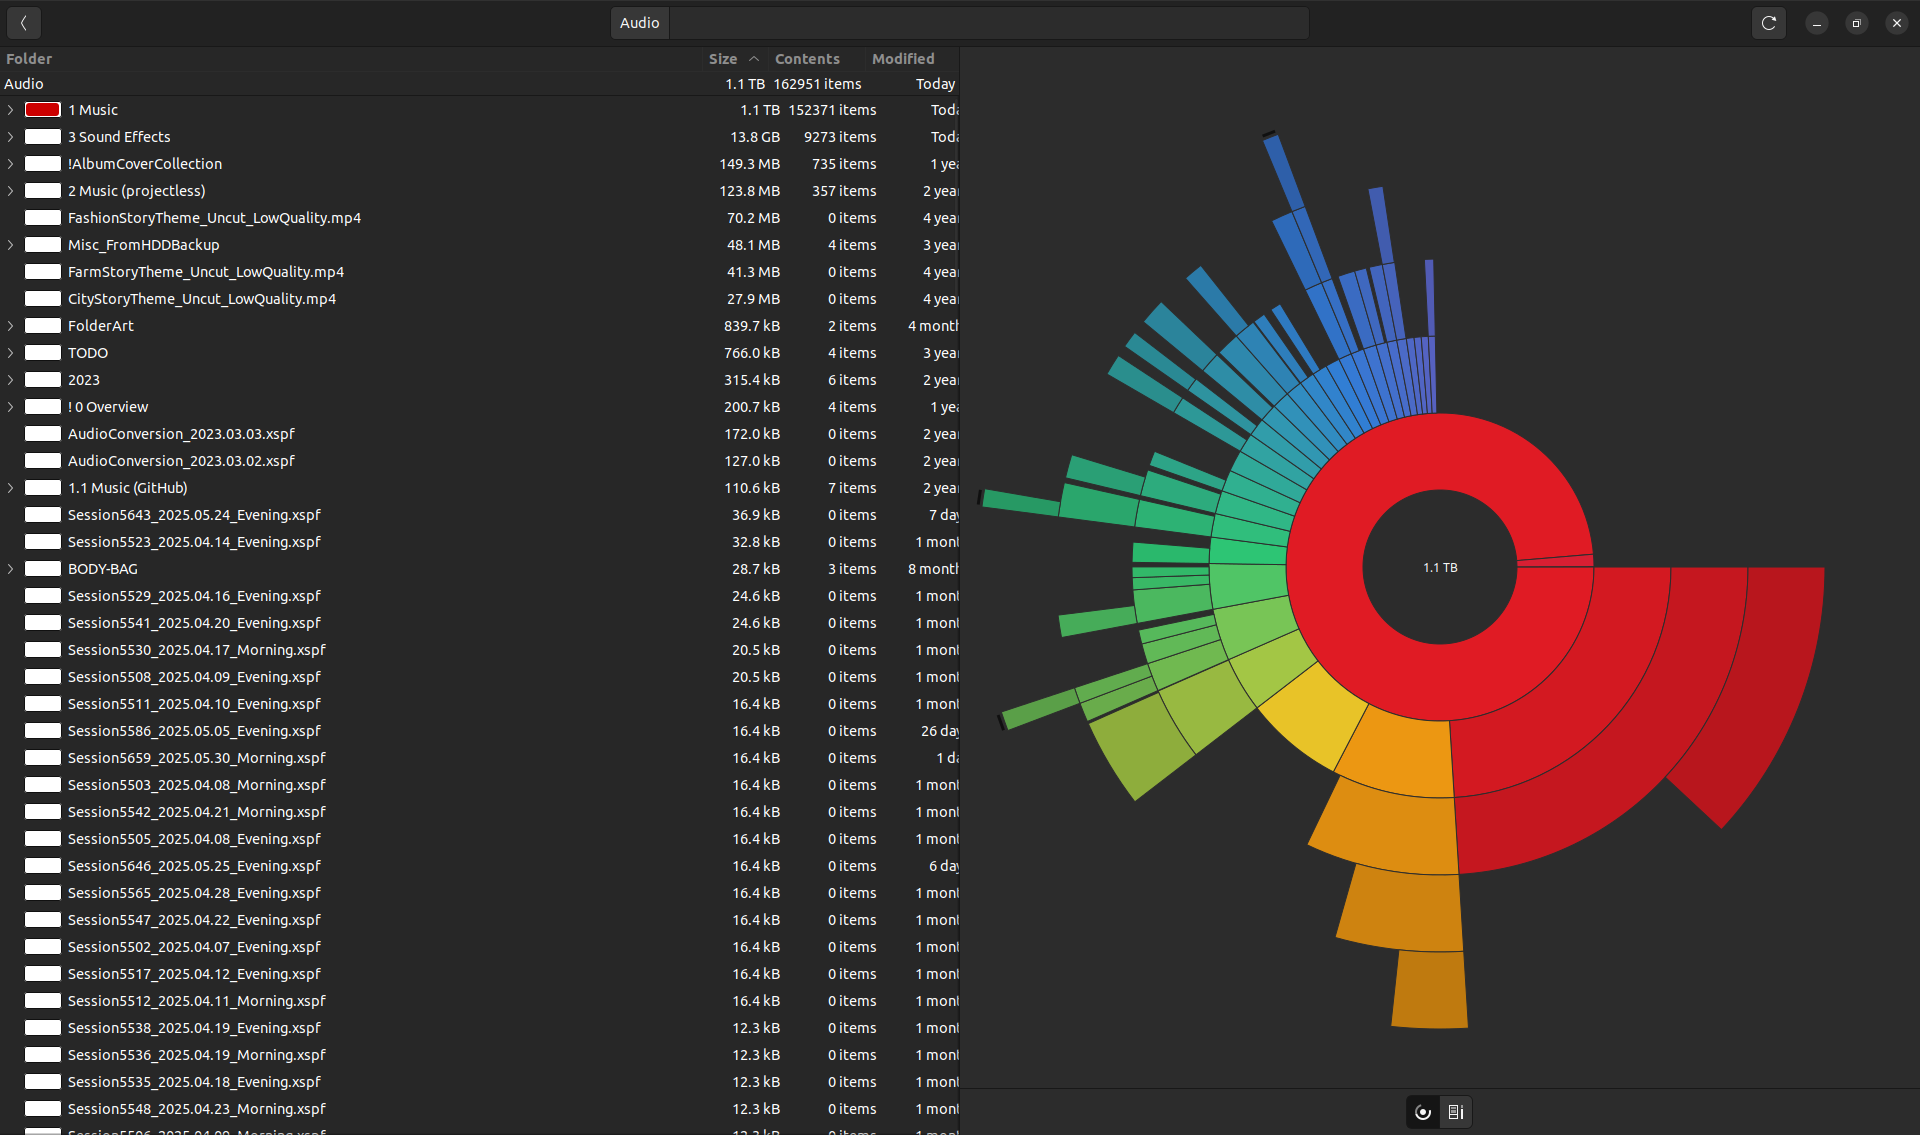 Audio
Folder Size Contents Modified
Audio 1.1 TB 162951 items Today
1 Music 1.1 TB 152371 items Toda
3 Sound Effects 13.8 GB 9273 items Toda
!AlbumCoverCollection 149.3 MB 735 items 1 yea
2 Music (projectless) 123.8 MB 357 items 2 year
FashionStoryTheme_Uncut_LowQuality.mp4 70.2 MB 0 items 4 year
Misc_FromHDDBackup 48.1 MB 4 items 3 year
FarmStoryTheme_Uncut_LowQuality.mp4 41.3 MB 0 items 4 year
CityStoryTheme_Uncut_LowQuality.mp4 27.9 MB 0 items 4 year
FolderArt 839.7 kB 2 items 4 month
TODO 766.0 kB 4 items 3 year
2023 315.4 kB 6 items 2 year
! 0 Overview 200.7 kB 4 items 1 yea
AudioConversion_2023.03.03.xspf 172.0 kB 0 items 2 year
AudioConversion_2023.03.02.xspf 127.0 kB 0 items 2 year
1.1 Music (GitHub) 110.6 kB 7 items 2 year
Session5643_2025.05.24_Evening.xspf 36.9 kB 0 items 7 day
Session5523_2025.04.14_Evening.xspf 32.8 kB 0 items 1 mont
BODY-BAG 28.7 kB 3 items 8 month
Session5529_2025.04.16_Evening.xspf 24.6 kB 0 items 1 mont
Session5541_2025.04.20_Evening.xspf 24.6 kB 0 items 1 mont
Session5530_2025.04.17_Morning.xspf 20.5 kB 0 items 1 mont
Session5508_2025.04.09_Evening.xspf 20.5 kB 0 items 1 mont
Session5511_2025.04.10_Evening.xspf 16.4 kB 0 items 1 mont
Session5586_2025.05.05_Evening.xspf 16.4 kB 0 items 26 day
Session5659_2025.05.30_Morning.xspf 16.4 kB 0 items 1 da
Session5503_2025.04.08_Morning.xspf 16.4 kB 0 items 1 mont
Session5542_2025.04.21_Morning.xspf 16.4 kB 0 items 1 mont
Session5505_2025.04.08_Evening.xspf 16.4 kB 0 items 1 mont
Session5646_2025.05.25_Evening.xspf 16.4 kB 0 items 6 day
Session5565_2025.04.28_Evening.xspf 16.4 kB 0 items 1 mont
Session5547_2025.04.22_Evening.xspf 16.4 kB 0 items 1 mont
Session5502_2025.04.07_Evening.xspf 16.4 kB 0 items 1 mont
Session5517_2025.04.12_Evening.xspf 16.4 kB 0 items 1 mont
Session5512_2025.04.11_Morning.xspf 16.4 kB 0 items 1 mont
Session5538_2025.04.19_Evening.xspf 12.3 kB 0 items 1 mont
Session5536_2025.04.19_Morning.xspf 12.3 kB 0 items 1 mont
Session5535_2025.04.18_Evening.xspf 12.3 kB 0 items 1 mont
Session5548_2025.04.23_Morning.xspf 12.3 kB 0 items 1 mont
1.1 TB